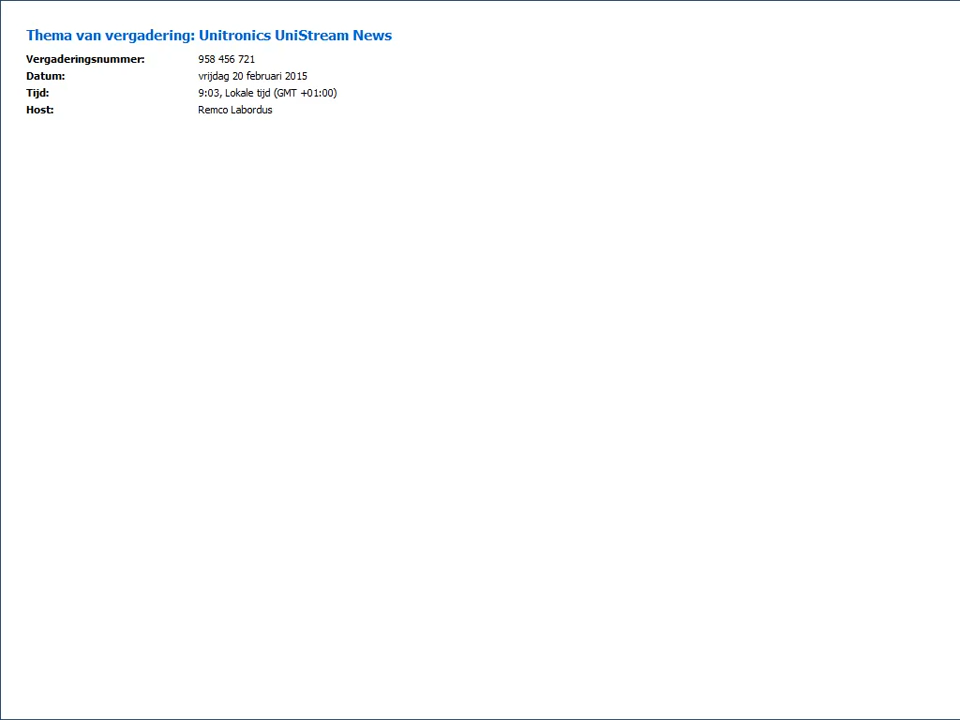 Thema van vergadering: Unitronics UniStream News
Vergaderingsnummer: 958 456 721
Datum: vrijdag 20 februari 2015
Tijd: 9:03, Lokale tijd (GMT +01:00)
Host: Remco Labordus